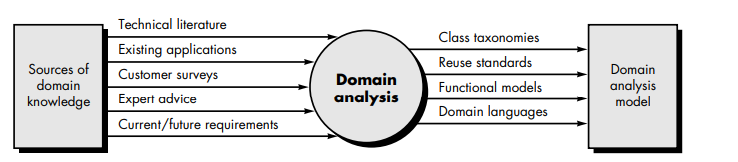 Sources of
domain
knowledge
Technical literature
Existing applications
Customer surveys
Expert advice
Current/future requirements
Domain
analysis
Class taxonomies
Reuse standards
Functional models
Domain languages
Domain
analysis
model